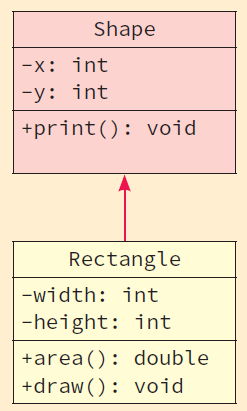 Shape
-x: int
-y: int
+print(): void
Rectangle
-width: int
-height: int
+area(): double
+draw(): void